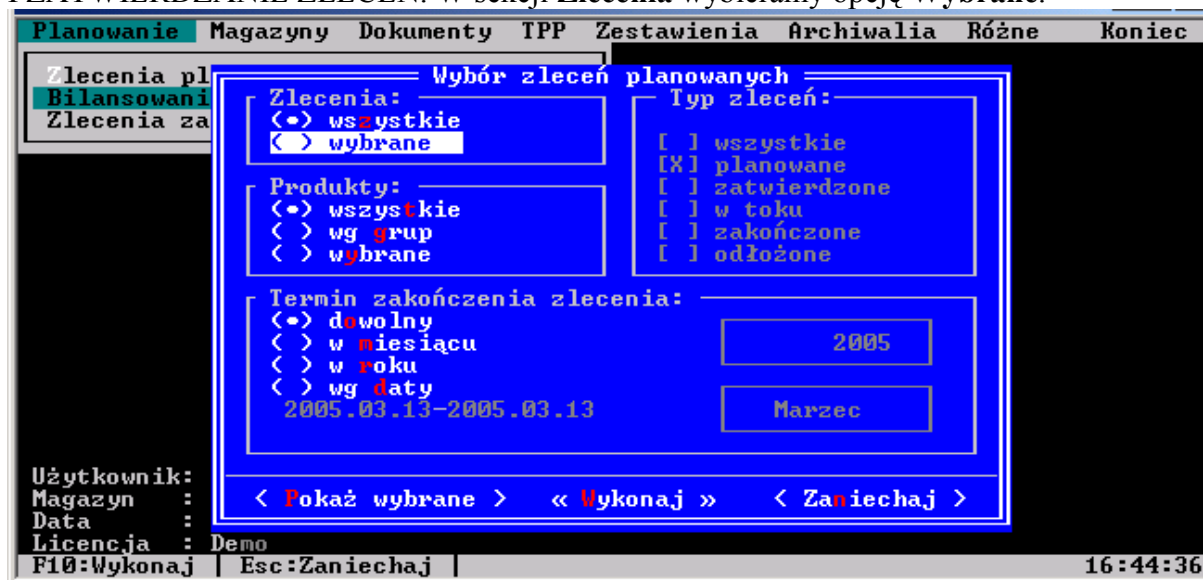 W sekcji Zlecenia wybieramy opcję Wybrane.
Planowanie Magazyny Dokumenty TPP Zestawienia Archiwalia Różne Koniec
Zlecenia pl
Bilansowani
Zlecenia za
Wybór zleceń planowanych
Zlecenia:
(•) wszystkie
( ) wybrane
Produkty:
(•) wszystkie
( ) wg grup
( ) wybrane
Typ zleceń:
[ ] wszystkie
[X] planowane
[ ] zatwierdzone
[ ] w toku
[ ] zakończone
[ ] odłożone
Termin zakończenia zlecenia:
(•) dowolny
( ) w miesiącu
( ) w roku
( ) wg daty
2005.03.13-2005.03.13
2005
Marzec
< Pokaż wybrane > « Wykonaj » < Zaniechaj >
Użytkownik:
Magazyn :
Data :
Licencja : Demo
F10:Wykonaj | Esc:Zaniechaj | 16:44:36